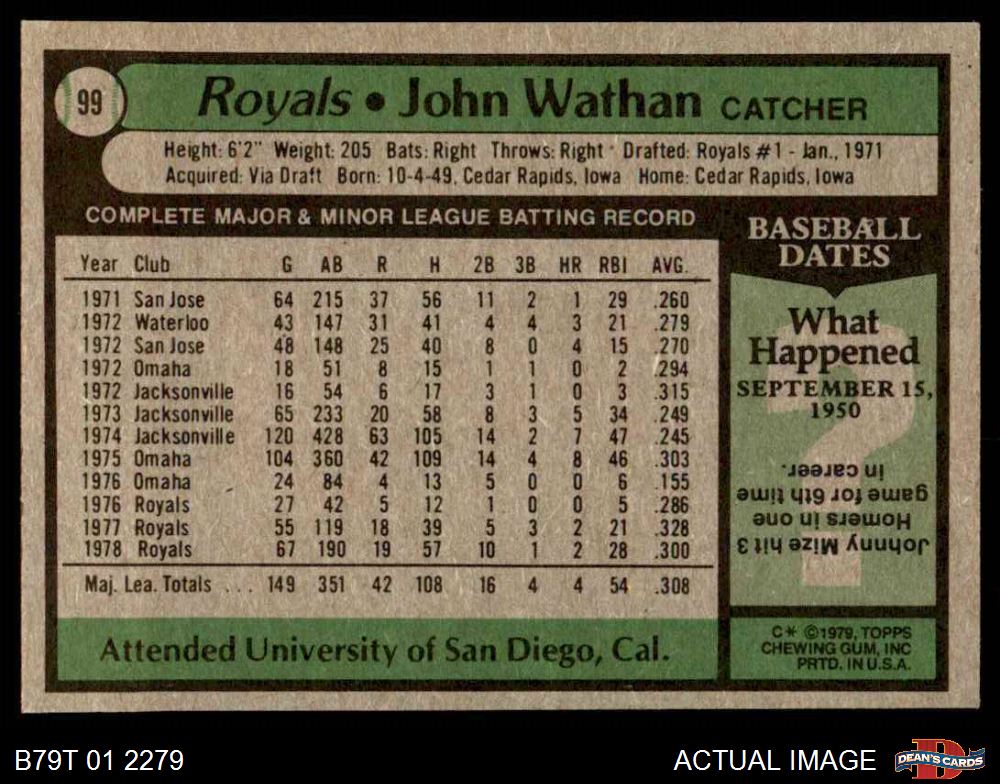 99
Royals • John Wathan CATCHER
Height: 6'2" Weight: 205 Bats: Right Throws: Right Drafted: Royals #1 - Jan., 1971
Acquired: Via Draft Born: 10-4-49, Cedar Rapids, Iowa Home: Cedar Rapids, Iowa
COMPLETE MAJOR & MINOR LEAGUE BATTING RECORD
Year Club G AB R H 2B 3B HR RBI AVG.
1971 San Jose 64 215 37 56 11 2 1 29 .260
1972 Waterloo 43 147 31 41 4 4 3 21 .279
1972 San Jose 48 148 25 40 8 0 4 15 .270
1972 Omaha 18 51 8 15 1 1 0 2 .294
1972 Jacksonville 16 54 6 17 3 1 0 3 .315
1973 Jacksonville 65 233 20 58 8 3 5 34 .249
1974 Jacksonville 120 428 63 105 14 2 7 47 .245
1975 Omaha 104 360 42 109 14 4 8 46 .303
1976 Omaha 24 84 4 13 5 0 0 6 .155
1976 Royals 27 42 5 12 1 0 0 5 .286
1977 Royals 55 119 18 39 5 3 2 21 .328
1978 Royals 67 190 19 57 10 1 2 28 .300
Maj. Lea. Totals ... 149 351 42 108 16 4 4 54 .308
Attended University of San Diego, Cal.
BASEBALL
DATES
What
Happened
SEPTEMBER 15,
1950
Johnny Mize hit 3
Homers in one
game for 6th time
in career.
C* ©1979, TOPPS
CHEWING GUM, INC
PRTD. IN U.S.A.
B79T 01 2279
ACTUAL IMAGE
DEAN'S CARDS